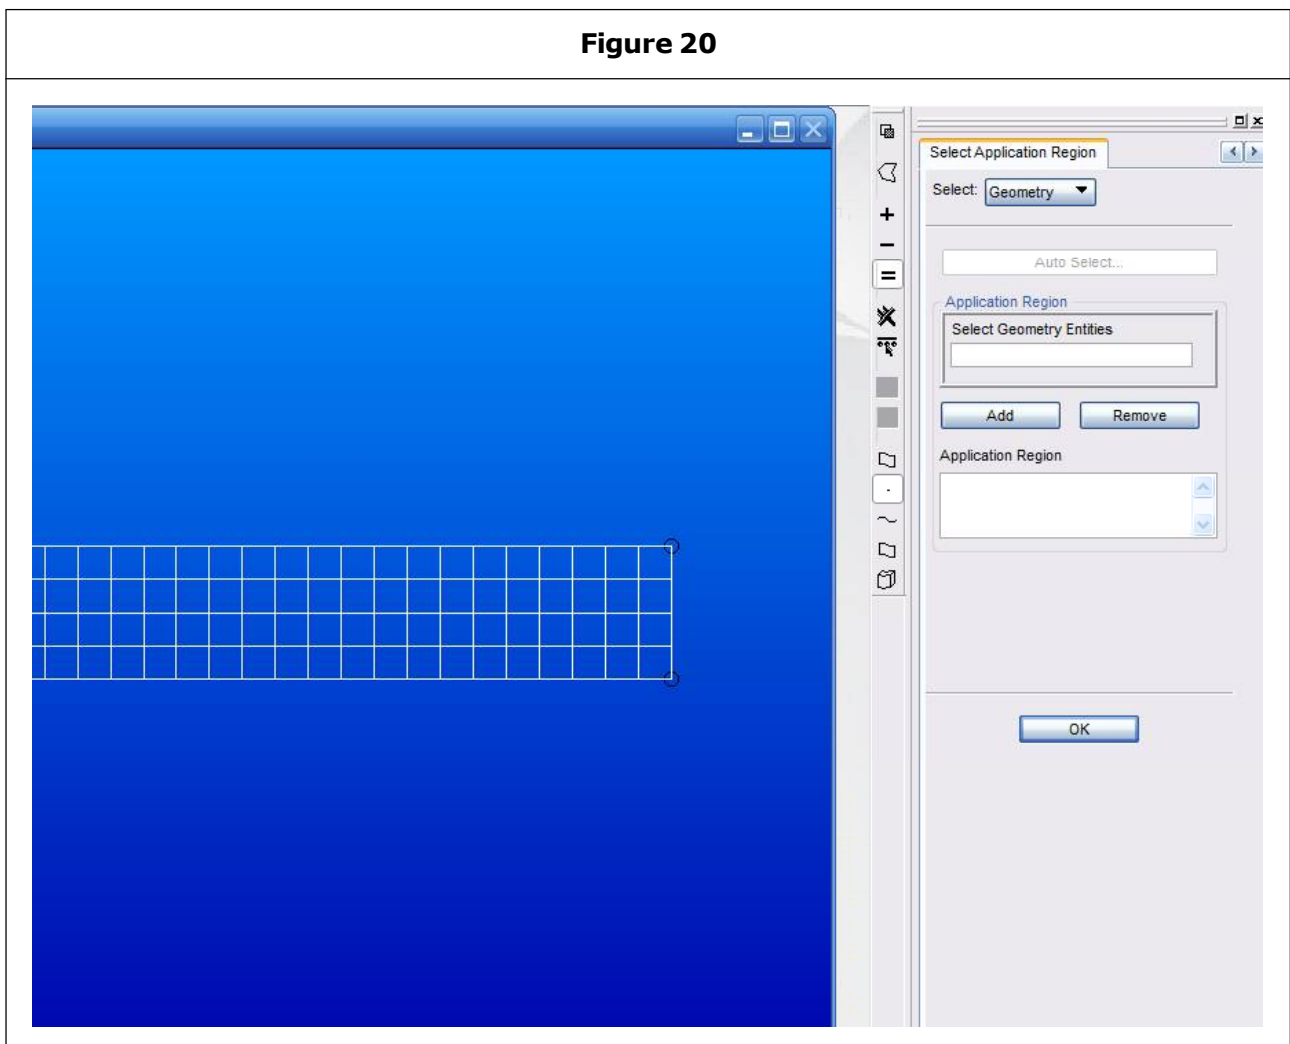 Figure 20
Select Application Region
Select: Geometry
Auto Select...
Application Region
Select Geometry Entities
Add Remove
Application Region
OK